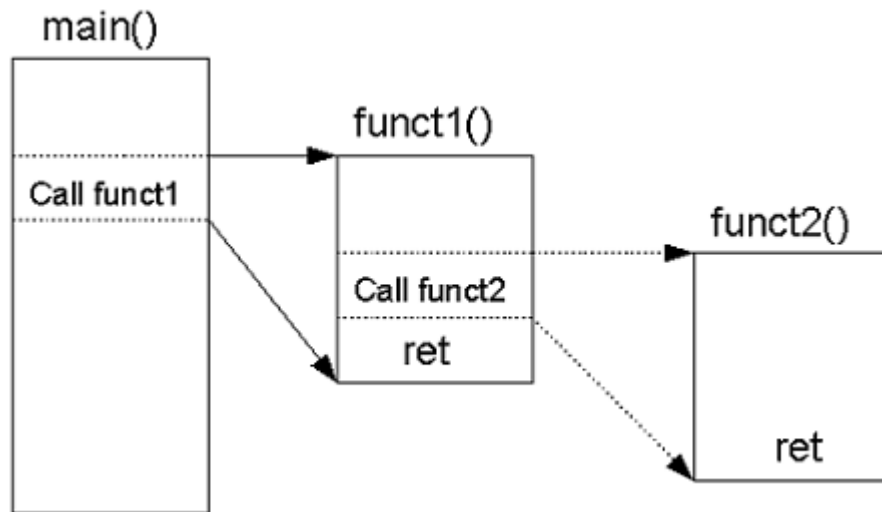 main()
Call funct1
funct1()
Call funct2
ret
funct2()
ret